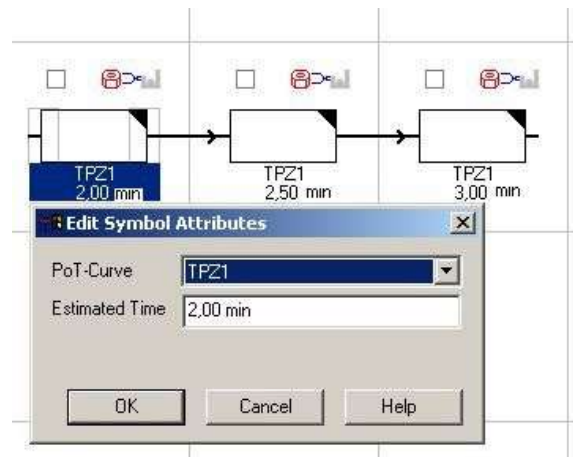 TPZ1 TPZ1 TPZ1
2,00 min 2,50 min 3,00 min
Edit Symbol Attributes
PoT-Curve TPZ1
Estimated Time 2,00 min
OK Cancel Help